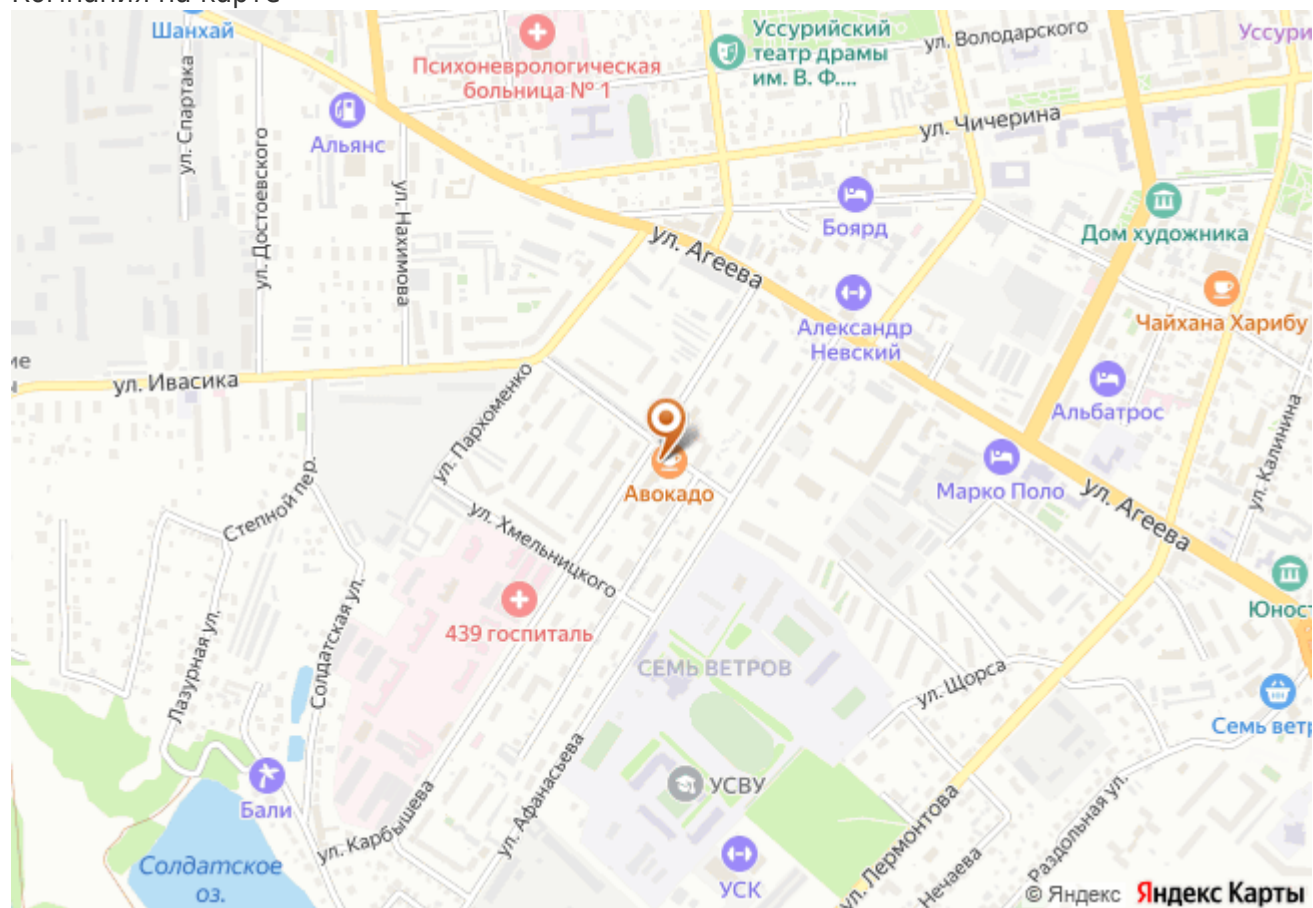 Компания на карте
Шанхай
Психоневрологическая
больница № 1
Уссурийский
театр драмы
им. В. Ф....
ул. Володарского
Уссури
ул. Спартака
Альянс
ул. Достоевского
ул. Нахимова
ул. Чичерина
Боярд
Дом художника
ул. Агеева
Александр
Невский
Чайхана Харибу
ие
ы
ул. Ивасика
ул. Пархоменко
Альбатрос
ул. Калинина
Авокадо
Марко Поло
ул. Агеева
Степной пер.
ул. Хмельницкого
Юност
439 госпиталь
Солдатская ул.
Лазурная ул.
СЕМЬ ВЕТРОВ
ул. Щорса
Семь ветр
УСВУ
Бали
ул. Карбышева
ул. Афанасьева
ул. Лермонтова
Раздольная ул.
Нечаева
Солдатское
оз.
УСК
© Яндекс Яндекс Карты